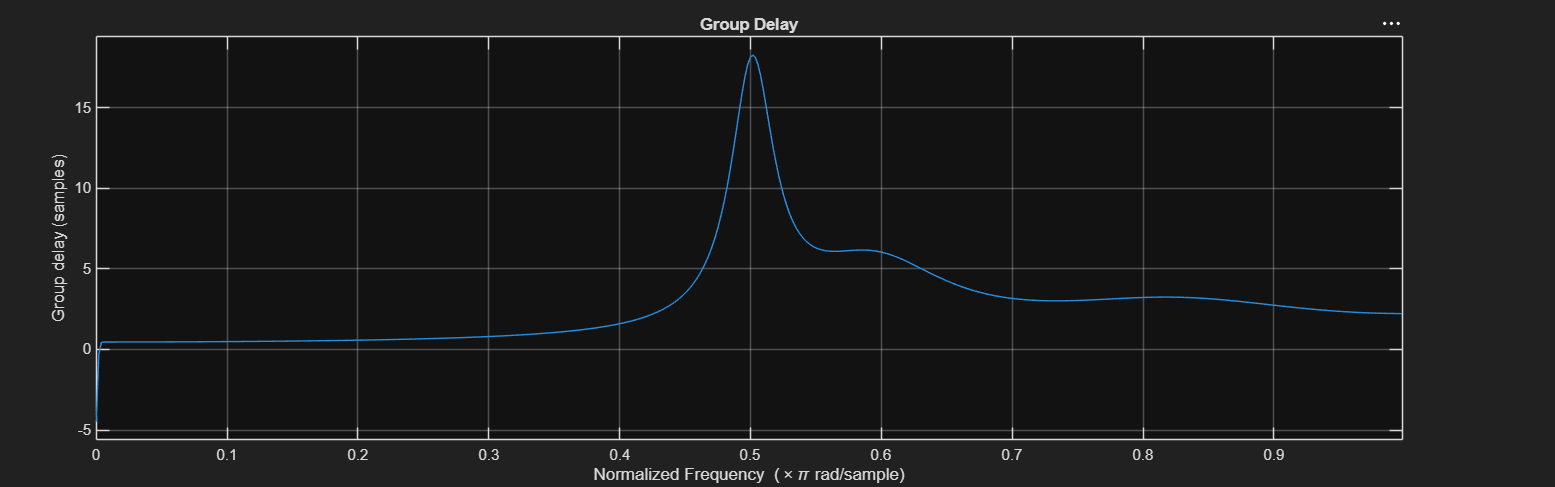 Group Delay
...
Group delay (samples)
15
10
5
0
-5
0 0.1 0.2 0.3 0.4 0.5 0.6 0.7 0.8 0.9
Normalized Frequency (× π rad/sample)